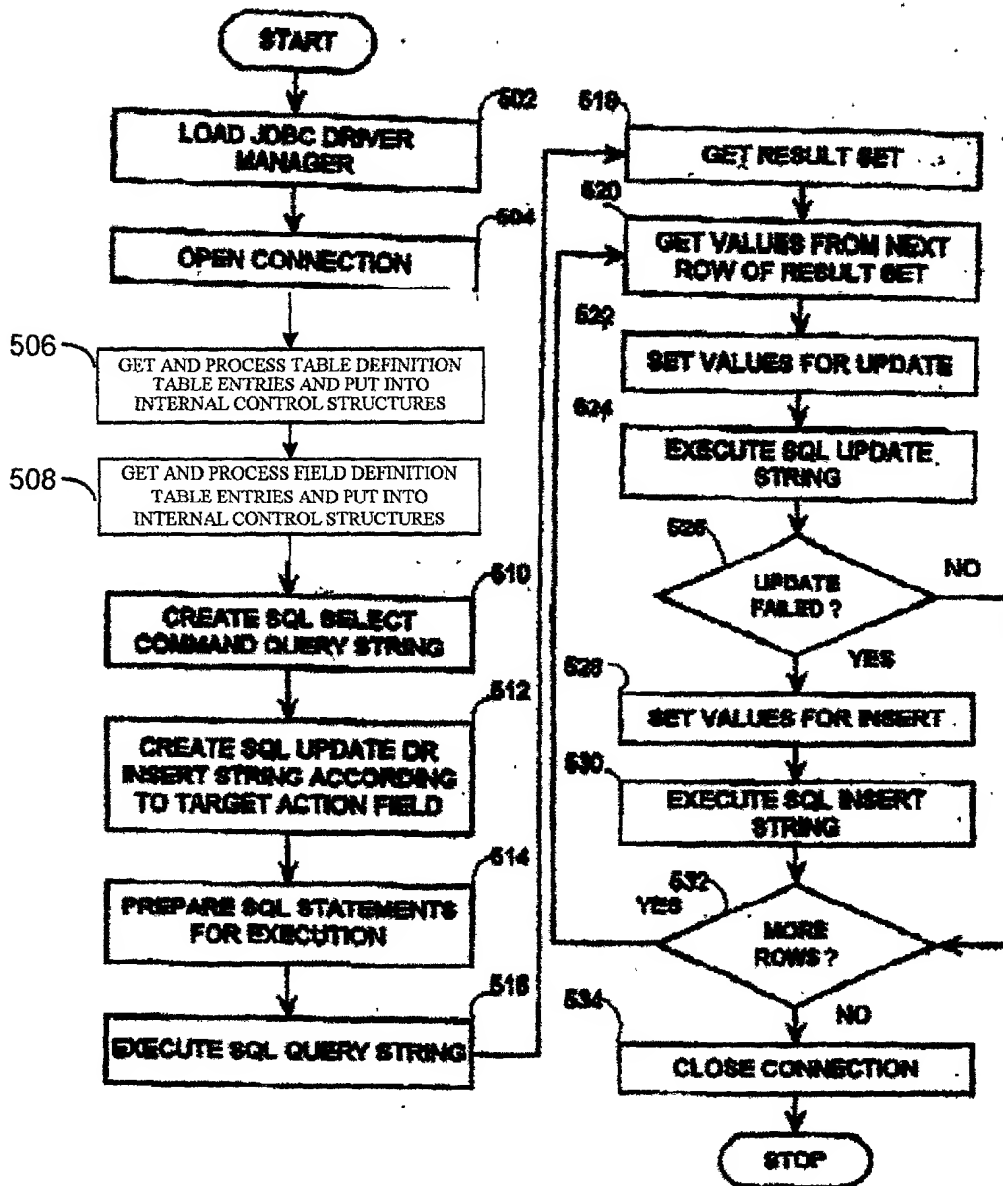 START
502
LOAD JDBC DRIVER
MANAGER
504
OPEN CONNECTION
506
GET AND PROCESS TABLE DEFINITION
TABLE ENTRIES AND PUT INTO
INTERNAL CONTROL STRUCTURES
508
GET AND PROCESS FIELD DEFINITION
TABLE ENTRIES AND PUT INTO
INTERNAL CONTROL STRUCTURES
510
CREATE SQL SELECT
COMMAND QUERY STRING
512
CREATE SQL UPDATE OR
INSERT STRING ACCORDING
TO TARGET ACTION FIELD
514
PREPARE SQL STATEMENTS
FOR EXECUTION
516
EXECUTE SQL QUERY STRING
GET RESULT SET
520
GET VALUES FROM NEXT
ROW OF RESULT SET
522
SET VALUES FOR UPDATE
524
EXECUTE SQL UPDATE
STRING
526
UPDATE
FAILED ?
NO
YES
528
SET VALUES FOR INSERT
530
EXECUTE SQL INSERT
STRING
532
YES
MORE
ROWS ?
NO
534
CLOSE CONNECTION
STOP